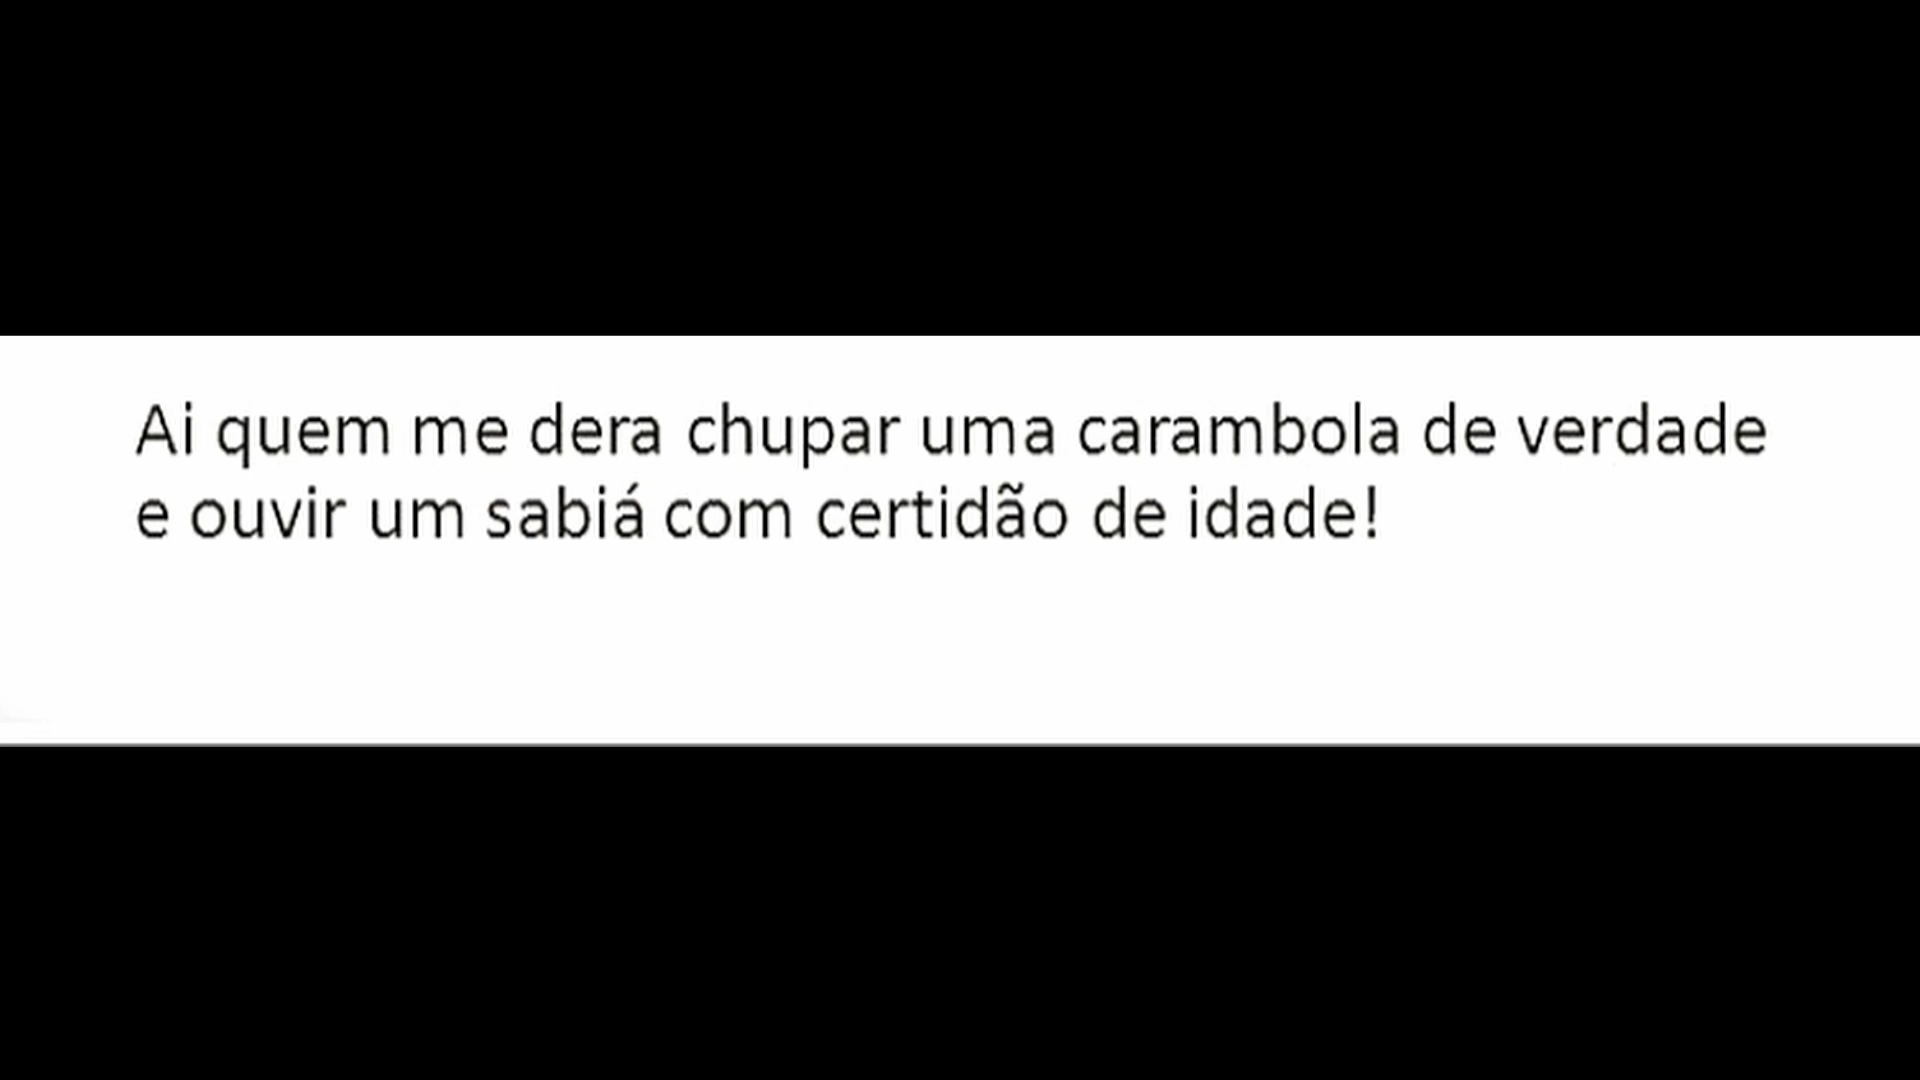 Ai quem me dera chupar uma carambola de verdade
e ouvir um sabiá com certidão de idade!